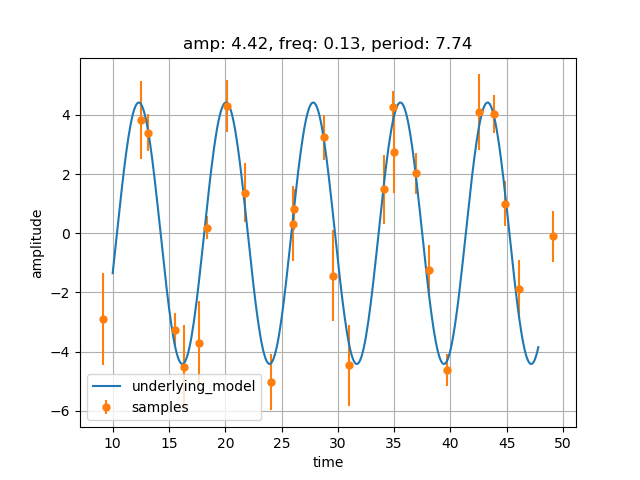 amp: 4.42, freq: 0.13, period: 7.74
amplitude
4
2
0
−2
−4
−6
underlying_model
samples
10 15 20 25 30 35 40 45 50
time